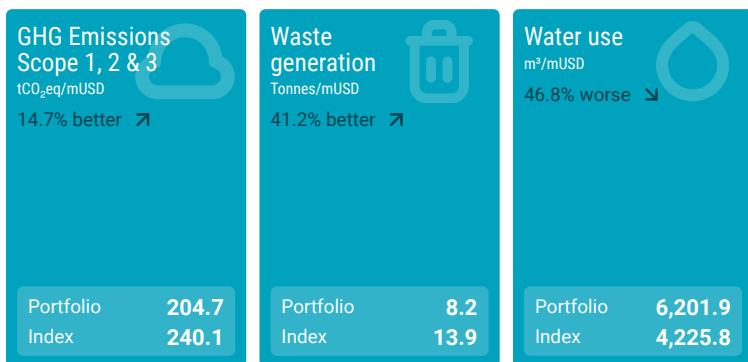 GHG Emissions
Scope 1, 2 & 3
tCO₂eq/mUSD
14.7% better
Portfolio 204.7
Index 240.1
Waste
generation
Tonnes/mUSD
41.2% better
Portfolio 8.2
Index 13.9
Water use
m³/mUSD
46.8% worse
Portfolio 6,201.9
Index 4,225.8